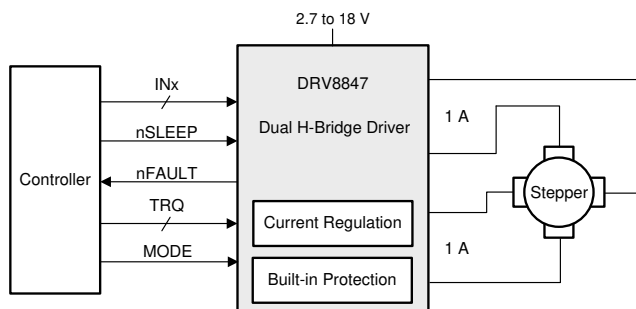 2.7 to 18 V
DRV8847
Dual H-Bridge Driver
Controller
INx
nSLEEP
nFAULT
TRQ
MODE
Current Regulation
Built-in Protection
1 A
1 A
Stepper